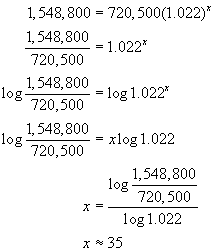 1,548,800 = 720,500(1.022)ˣ
1,548,800/720,500 = 1.022ˣ
log 1,548,800/720,500 = log 1.022ˣ
log 1,548,800/720,500 = x log 1.022
x = log 1,548,800/720,500 / log 1.022
x ≈ 35